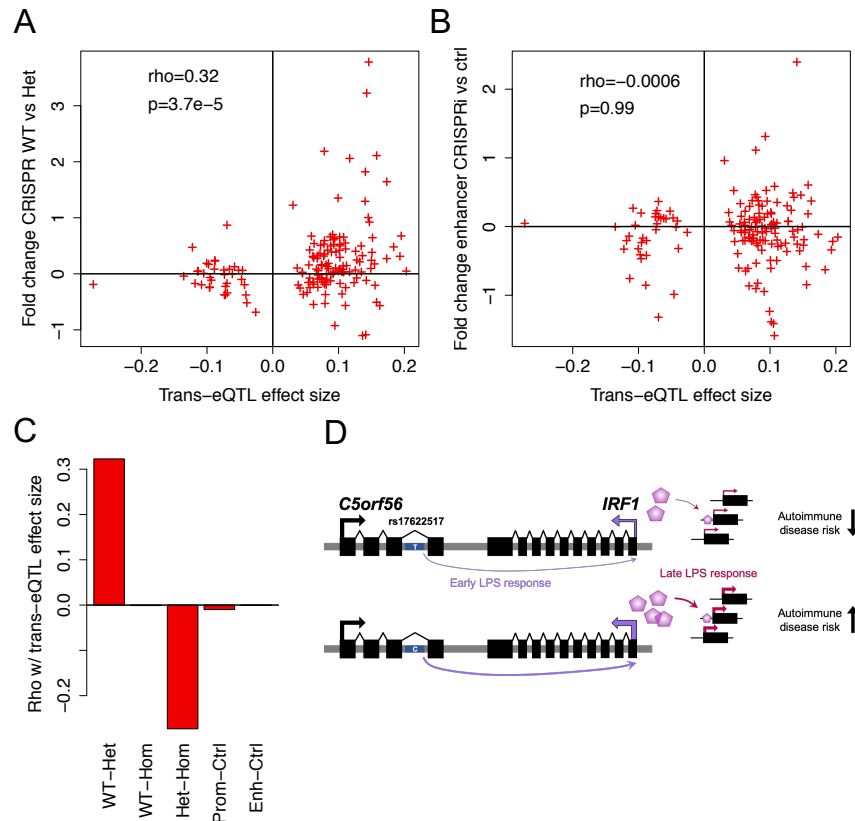 A
Fold change CRISPR WT vs Het
rho=0.32
p=3.7e−5
3
2
1
0
−1
−0.2
−0.1
0.0
0.1
0.2
Trans−eQTL effect size
B
Fold change enhancer CRISPRi vs ctrl
rho=−0.0006
p=0.99
2
1
0
−1
−0.2
−0.1
0.0
0.1
0.2
Trans−eQTL effect size
C
Rho w/ trans−eQTL effect size
0.3
0.2
0.1
0.0
−0.2
WT−Het
WT−Hom
Het−Hom
Prom−Ctrl
Enh−Ctrl
D
C5orf56
rs17622517
IRF1
T
Early LPS response
Autoimmune
disease risk
Late LPS response
C
Autoimmune
disease risk